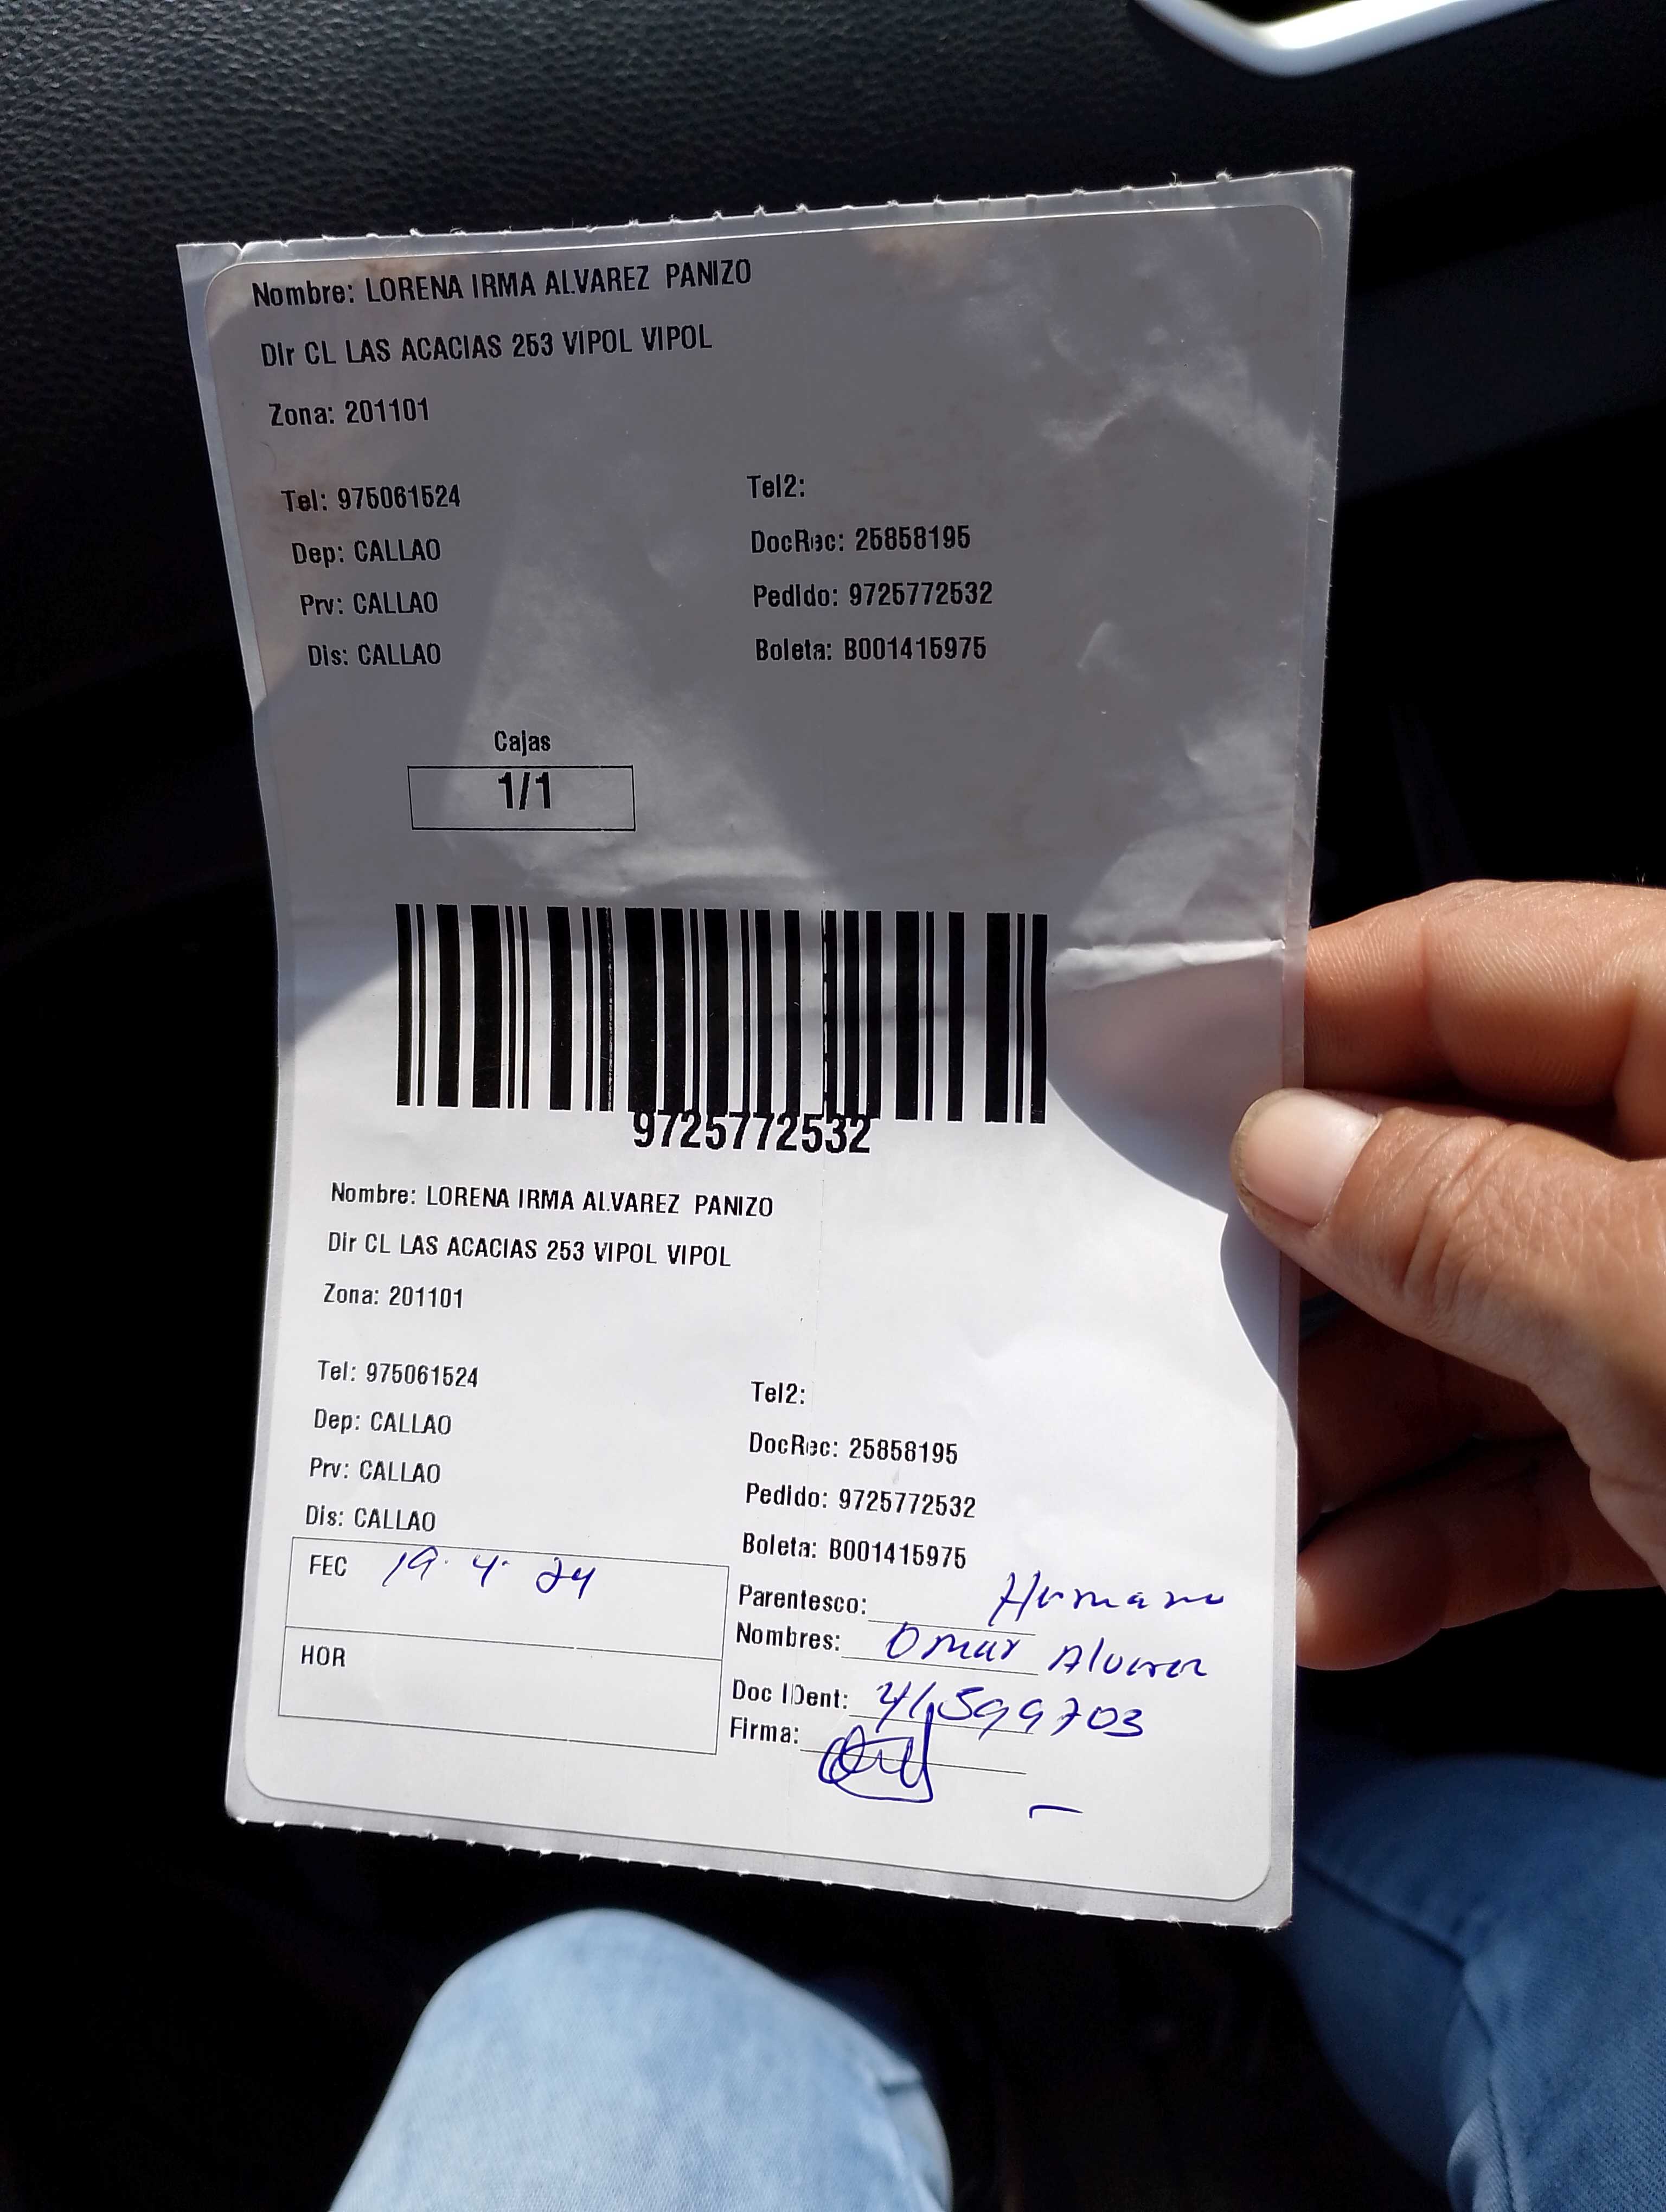 Nombre: LORENA IRMA ALVAREZ PANIZO
Dir CL LAS ACACIAS 253 VIPOL VIPOL
Zona: 201101
Tel: 975061524
Tel2:
Dep: CALLAO
DocRec: 25858195
Prv: CALLAO
Pedido: 9725772532
Dis: CALLAO
Boleta: B001415975
Cajas
1/1
9725772532
Nombre: LORENA IRMA ALVAREZ PANIZO
Dir CL LAS ACACIAS 253 VIPOL VIPOL
Zona: 201101
Tel: 975061524
Tel2:
Dep: CALLAO
DocRec: 25858195
Prv: CALLAO
Pedido: 9725772532
Dis: CALLAO
Boleta: B001415975
FEC 19.4.24
Parentesco: Hermano
Nombres: Omar Alvarez
HOR
Doc IDent: 41599703
Firma: